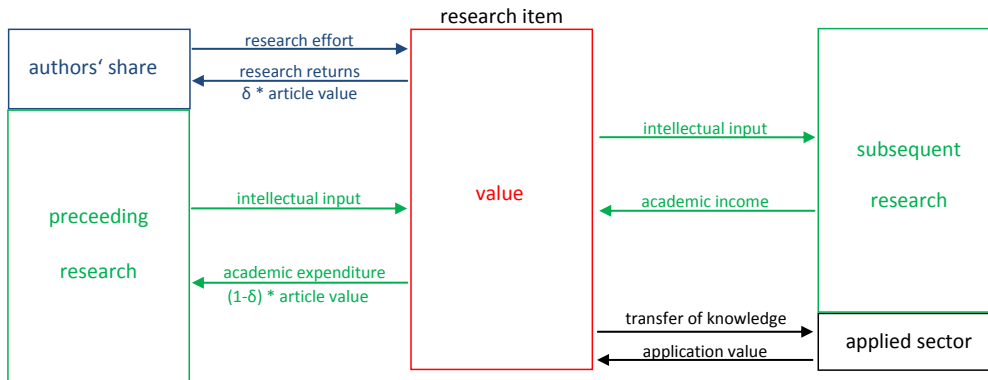 research item
authors‘ share
research effort
research returns
δ * article value
intellectual input
subsequent
research
value
preceeding
research
intellectual input
academic income
academic expenditure
(1-δ) * article value
transfer of knowledge
applied sector
application value